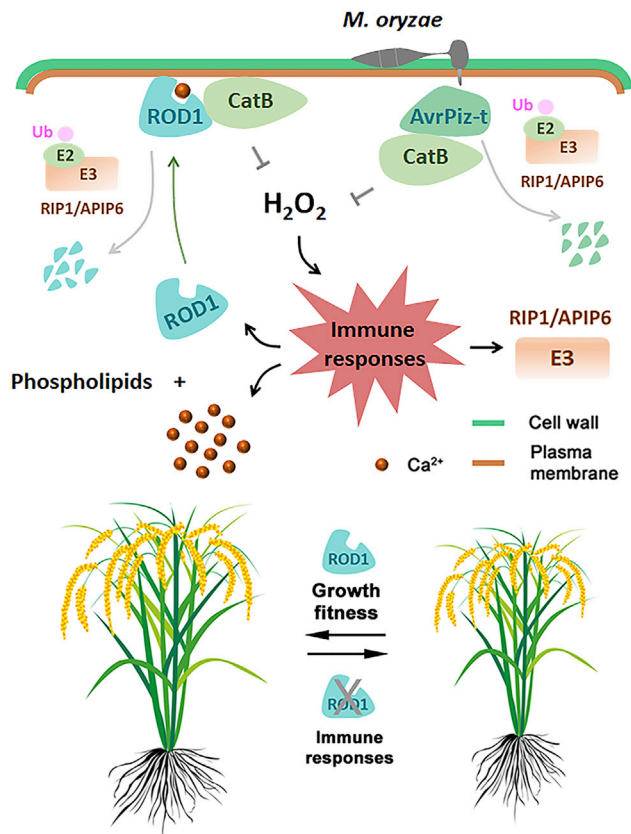 M. oryzae
ROD1
CatB
AvrPiz-t
CatB
Ub
E2
E3
RIP1/APIP6
Ub
E2
E3
RIP1/APIP6
H₂O₂
ROD1
Immune
responses
RIP1/APIP6
E3
Phospholipids +
Cell wall
Ca²⁺
Plasma
membrane
ROD1
Growth
fitness
ROD1
Immune
responses